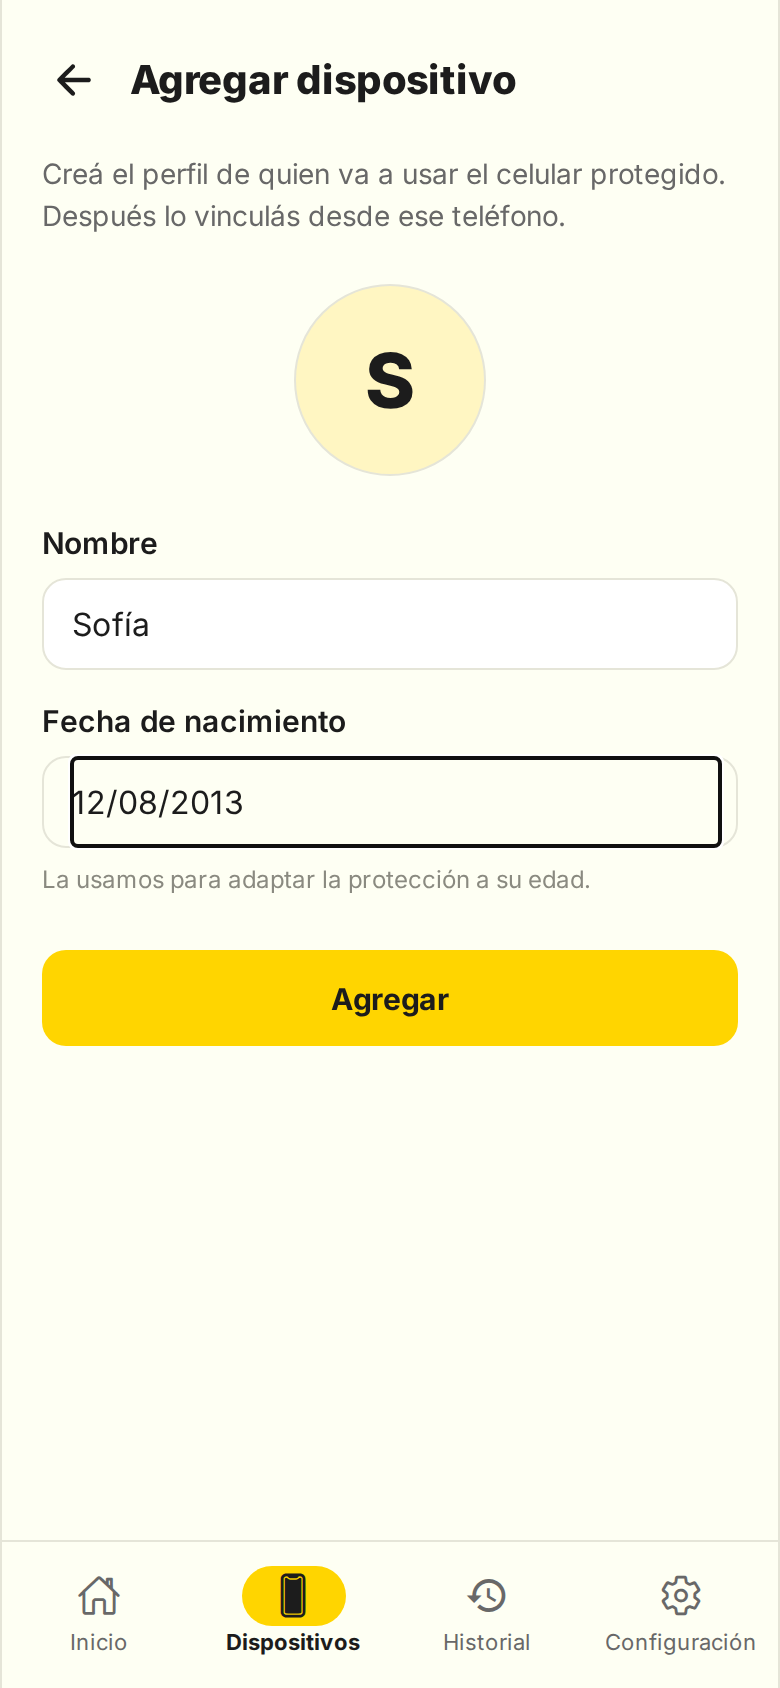 Agregar dispositivo
Creá el perfil de quien va a usar el celular protegido.
Después lo vinculás desde ese teléfono.
S
Nombre
Sofía
Fecha de nacimiento
12/08/2013
La usamos para adaptar la protección a su edad.
Agregar
Inicio
Dispositivos
Historial
Configuración